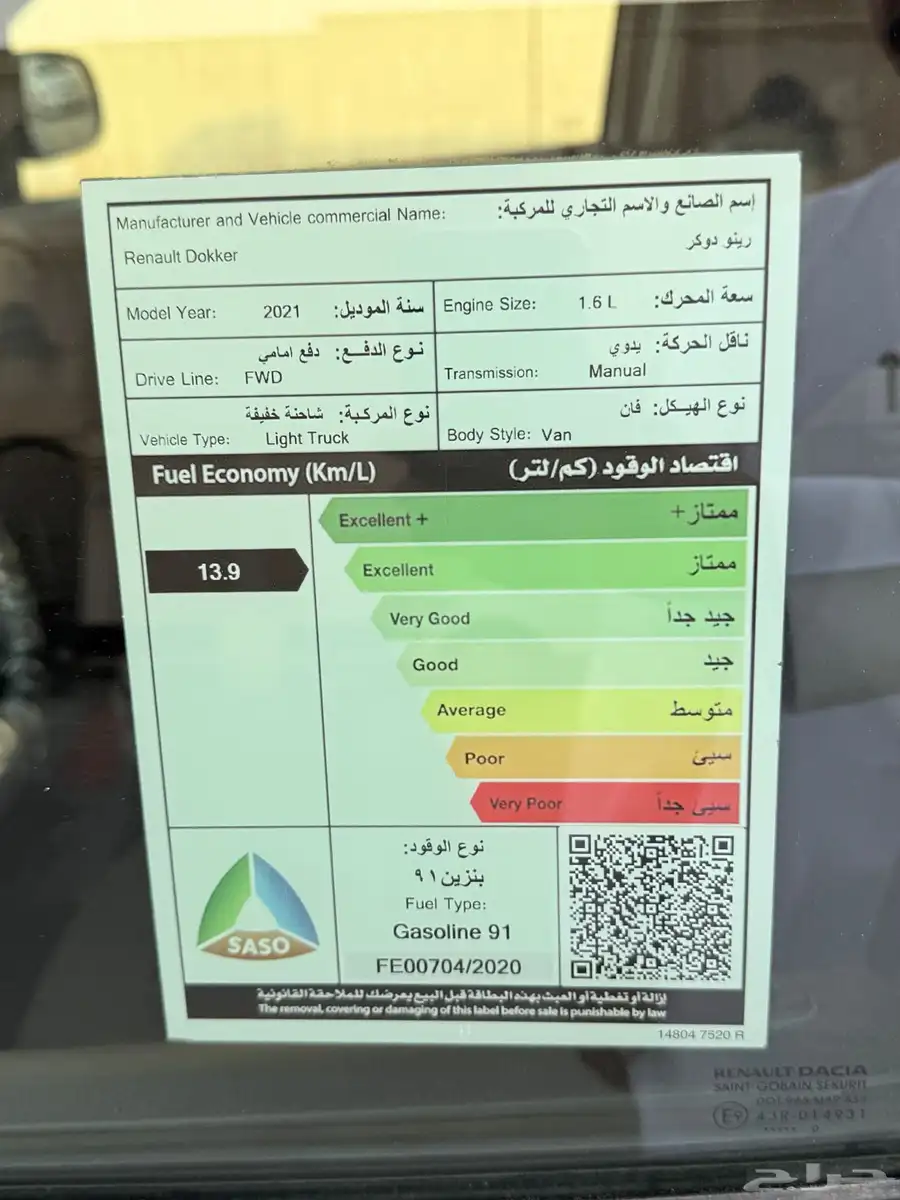 Manufacturer and Vehicle commercial Name: إسم الصانع والاسم التجاري للمركبة:
Renault Dokker رينو دوكر
Model Year: 2021 سنة الموديل:
Engine Size: 1.6 L سعة المحرك:
نوع الدفع: دفع امامي
Drive Line: FWD
ناقل الحركة: يدوي
Transmission: Manual
نوع المركبة: شاحنة خفيفة
Vehicle Type: Light Truck
نوع الهيكل: فان
Body Style: Van
Fuel Economy (Km/L) اقتصاد الوقود (كم/لتر)
13.9
Excellent + ممتاز+
Excellent ممتاز
Very Good جيد جداً
Good جيد
Average متوسط
Poor سيئ
Very Poor سيئ جداً
SASO
نوع الوقود:
بنزين ٩١
Fuel Type:
Gasoline 91
FE00704/2020
إزالة أو تغطية أو العبث بهذه البطاقة قبل البيع يعرضك للملاحقة القانونية
The removal, covering or damaging of this label before sale is punishable by law
14804 7520 R
RENAULT DACIA
SAINT-GOBAIN SEKURIT
E9 43R-014931
حراج